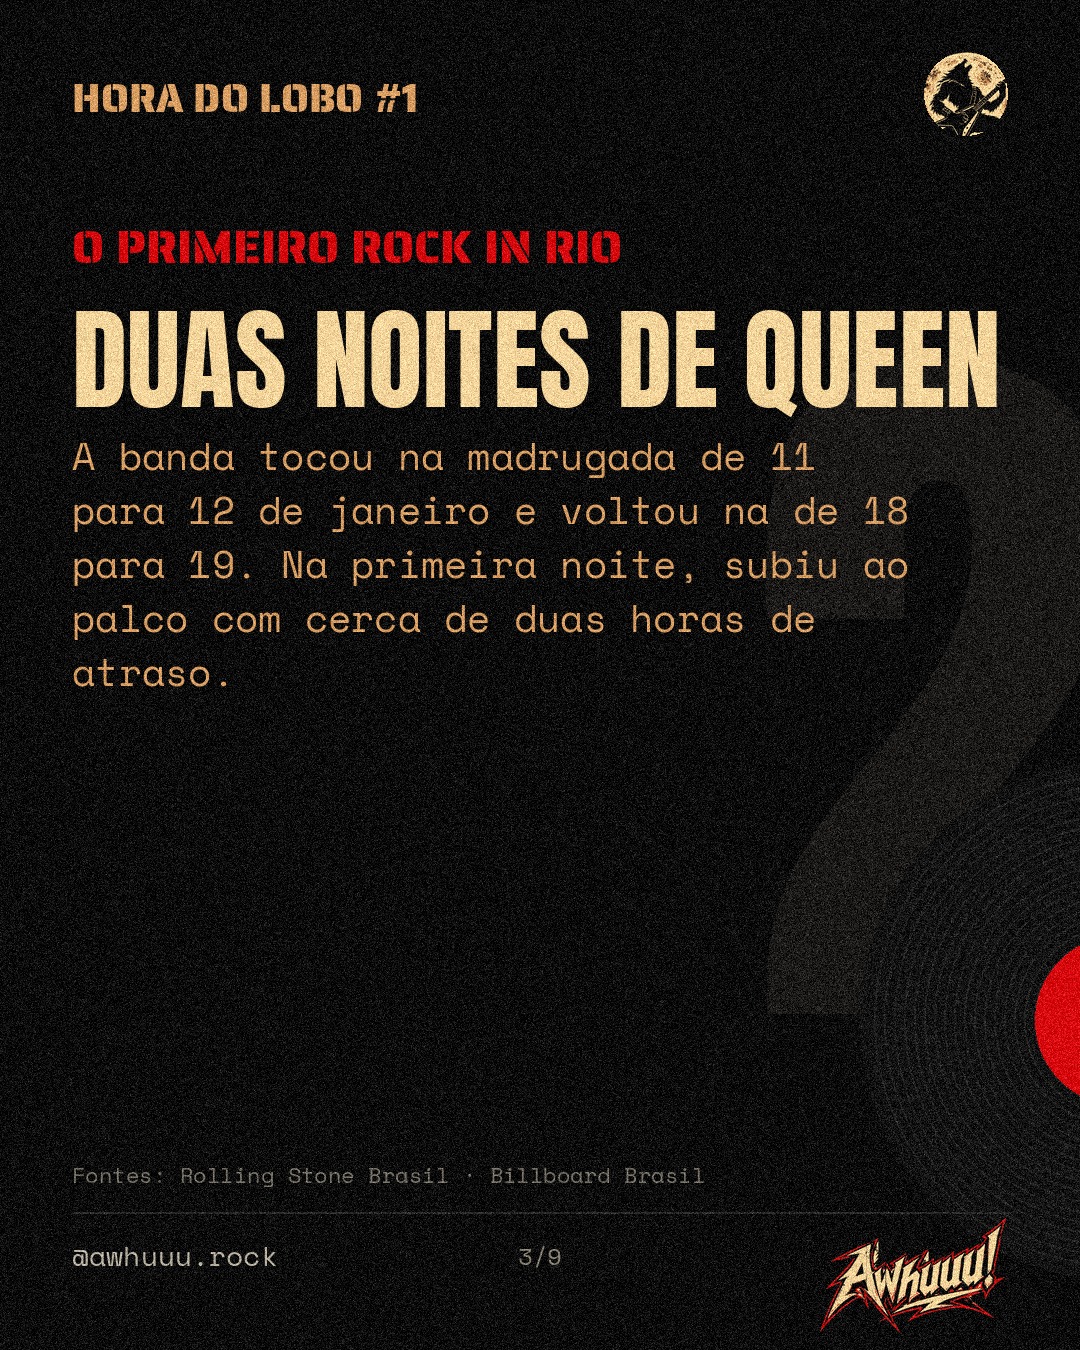 HORA DO LOBO #1
O PRIMEIRO ROCK IN RIO
DUAS NOITES DE QUEEN
A banda tocou na madrugada de 11
para 12 de janeiro e voltou na de 18
para 19. Na primeira noite, subiu ao
palco com cerca de duas horas de
atraso.
2
Fontes: Rolling Stone Brasil · Billboard Brasil
@awhuuu.rock
3/9
Awhuuu!